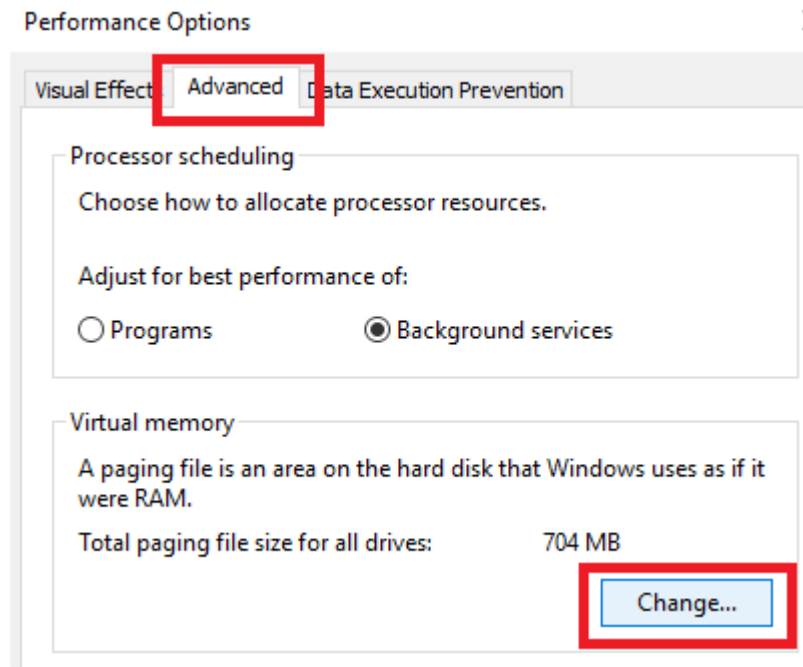 Performance Options
Visual Effect Advanced Data Execution Prevention
Processor scheduling
Choose how to allocate processor resources.
Adjust for best performance of:
Programs Background services
Virtual memory
A paging file is an area on the hard disk that Windows uses as if it
were RAM.
Total paging file size for all drives: 704 MB
Change...